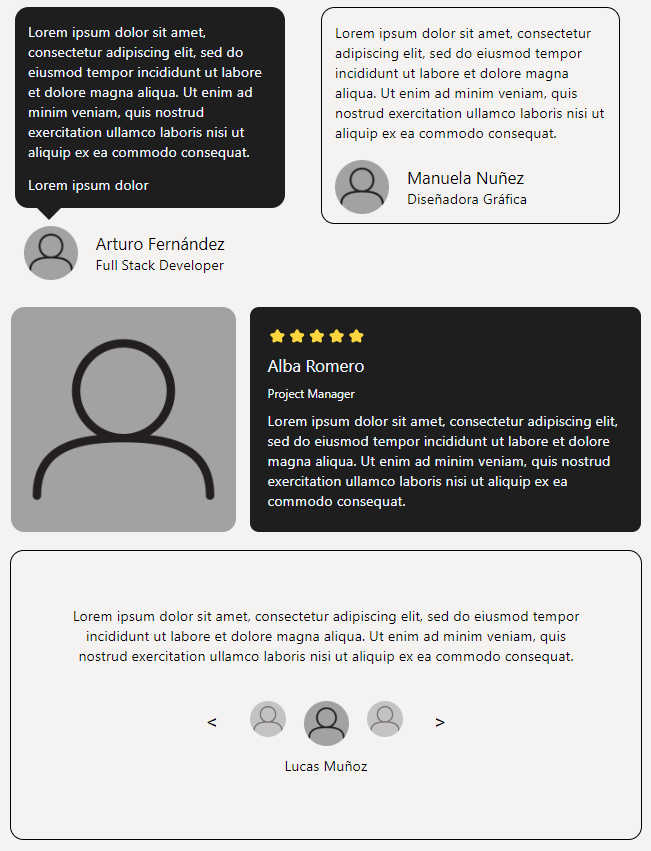 Lorem ipsum dolor sit amet,
consectetur adipiscing elit, sed do
eiusmod tempor incididunt ut labore
et dolore magna aliqua. Ut enim ad
minim veniam, quis nostrud
exercitation ullamco laboris nisi ut
aliquip ex ea commodo consequat.
Lorem ipsum dolor
Arturo Fernández
Full Stack Developer
Lorem ipsum dolor sit amet, consectetur
adipiscing elit, sed do eiusmod tempor
incididunt ut labore et dolore magna
aliqua. Ut enim ad minim veniam, quis
nostrud exercitation ullamco laboris nisi ut
aliquip ex ea commodo consequat.
Manuela Nuñez
Diseñadora Gráfica
Alba Romero
Project Manager
Lorem ipsum dolor sit amet, consectetur adipiscing elit,
sed do eiusmod tempor incididunt ut labore et dolore
magna aliqua. Ut enim ad minim veniam, quis nostrud
exercitation ullamco laboris nisi ut aliquip ex ea
commodo consequat.
Lorem ipsum dolor sit amet, consectetur adipiscing elit, sed do eiusmod tempor
incididunt ut labore et dolore magna aliqua. Ut enim ad minim veniam, quis
nostrud exercitation ullamco laboris nisi ut aliquip ex ea commodo consequat.
< >
Lucas Muñoz